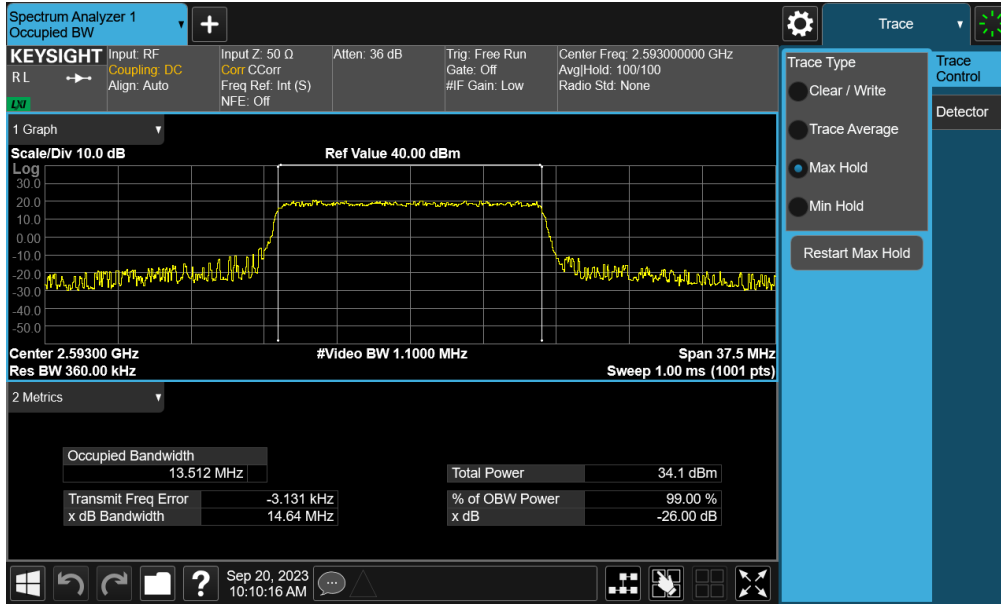 Spectrum Analyzer 1
Occupied BW
+
Trace
KEYSIGHT
R L
LXI
Input: RF
Coupling: DC
Align: Auto
Input Z: 50 Ω
Corr CCorr
Freq Ref: Int (S)
NFE: Off
Atten: 36 dB
Trig: Free Run
Gate: Off
#IF Gain: Low
Center Freq: 2.593000000 GHz
Avg|Hold: 100/100
Radio Std: None
1 Graph
Scale/Div 10.0 dB
Ref Value 40.00 dBm
Log
30.0
20.0
10.0
0.00
-10.0
-20.0
-30.0
-40.0
-50.0
Center 2.59300 GHz
#Video BW 1.1000 MHz
Span 37.5 MHz
Res BW 360.00 kHz
Sweep 1.00 ms (1001 pts)
2 Metrics
Occupied Bandwidth
13.512 MHz
Total Power 34.1 dBm
Transmit Freq Error -3.131 kHz
% of OBW Power 99.00 %
x dB Bandwidth 14.64 MHz
x dB -26.00 dB
Trace Type
Clear / Write
Trace Average
Max Hold
Min Hold
Restart Max Hold
Trace
Control
Detector
?
Sep 20, 2023
10:10:16 AM